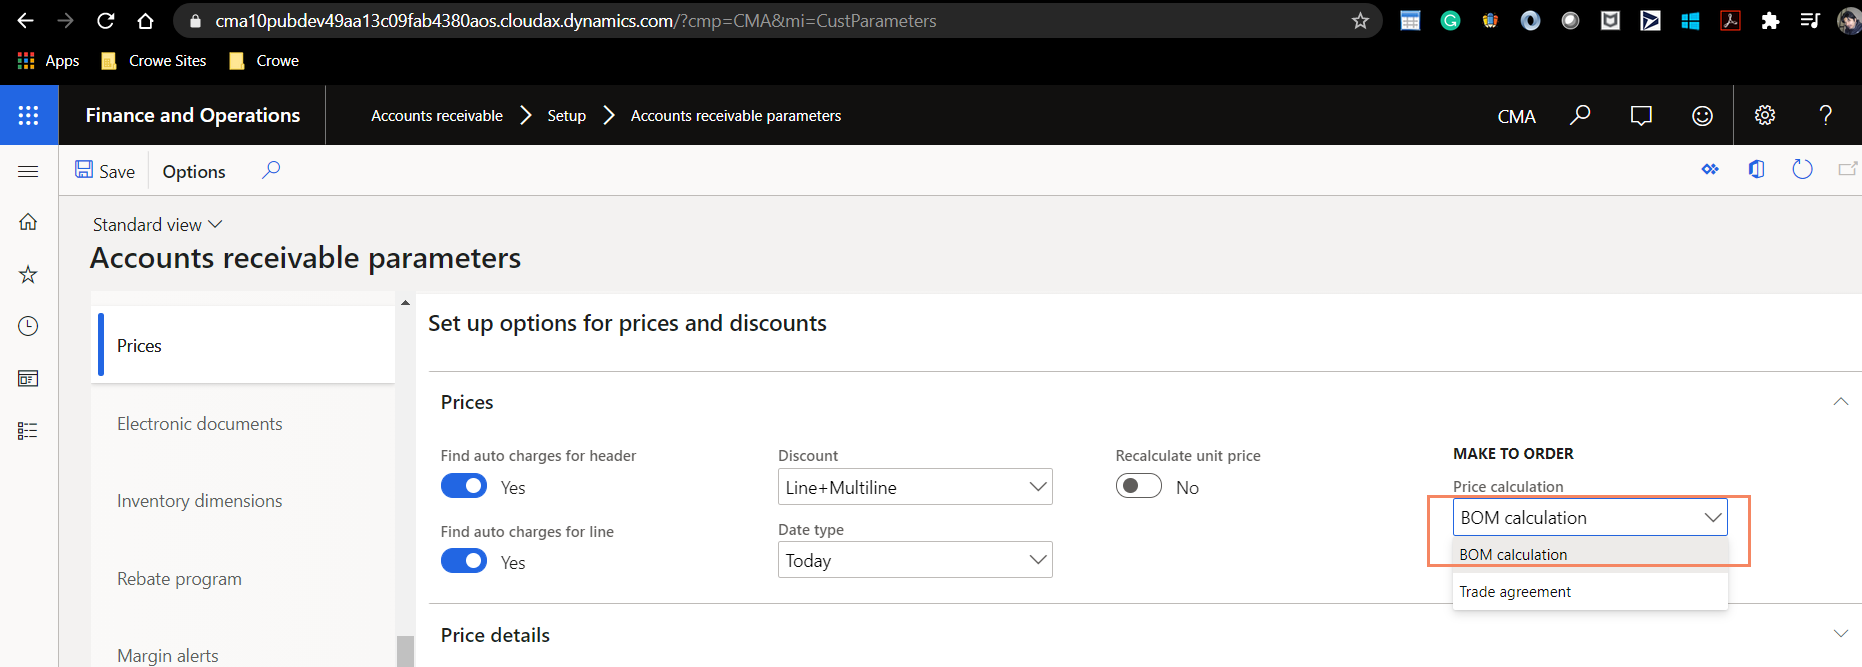 cma10pubdev49aa13c09fab4380aos.cloudax.dynamics.com/?cmp=CMA&mi=CustParameters
Apps Crowe Sites Crowe
Finance and Operations Accounts receivable Setup Accounts receivable parameters CMA
Save Options
Standard view
Accounts receivable parameters
Prices
Electronic documents
Inventory dimensions
Rebate program
Margin alerts
Set up options for prices and discounts
Prices
Find auto charges for header
Yes
Find auto charges for line
Yes
Discount
Line+Multiline
Date type
Today
Recalculate unit price
No
MAKE TO ORDER
Price calculation
BOM calculation
BOM calculation
Trade agreement
Price details